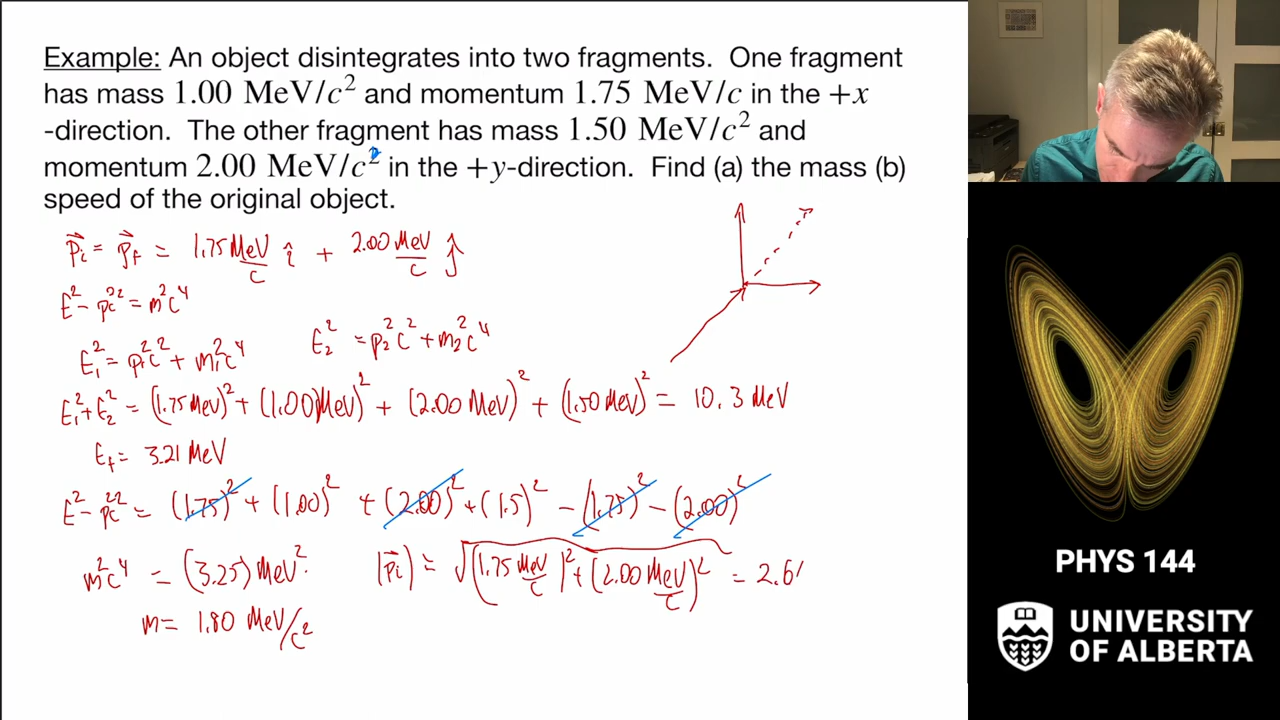 Example: An object disintegrates into two fragments. One fragment
has mass 1.00 MeV/c² and momentum 1.75 MeV/c in the +x
-direction. The other fragment has mass 1.50 MeV/c² and
momentum 2.00 MeV/c² in the +y-direction. Find (a) the mass (b)
speed of the original object.
p⃗i = p⃗f = 1.75 MeV/c î + 2.00 MeV/c ĵ
E² - p²c² = m²c⁴
E₁² = p₁²c² + m₁²c⁴ E₂² = p₂²c² + m₂²c⁴
E₁² + E₂² = (1.75 MeV)² + (1.00 MeV)² + (2.00 MeV)² + (1.50 MeV)² = 10.3 MeV
Ef = 3.21 MeV
E² - p²c² = (1.75)² + (1.00)² + (2.00)² + (1.5)² - (1.75)² - (2.00)²
m²c⁴ = (3.25) MeV² |p⃗i| = √(1.75 MeV/c)² + (2.00 MeV/c)² = 2.6
m = 1.80 MeV/c²
PHYS 144
UNIVERSITY
OF ALBERTA